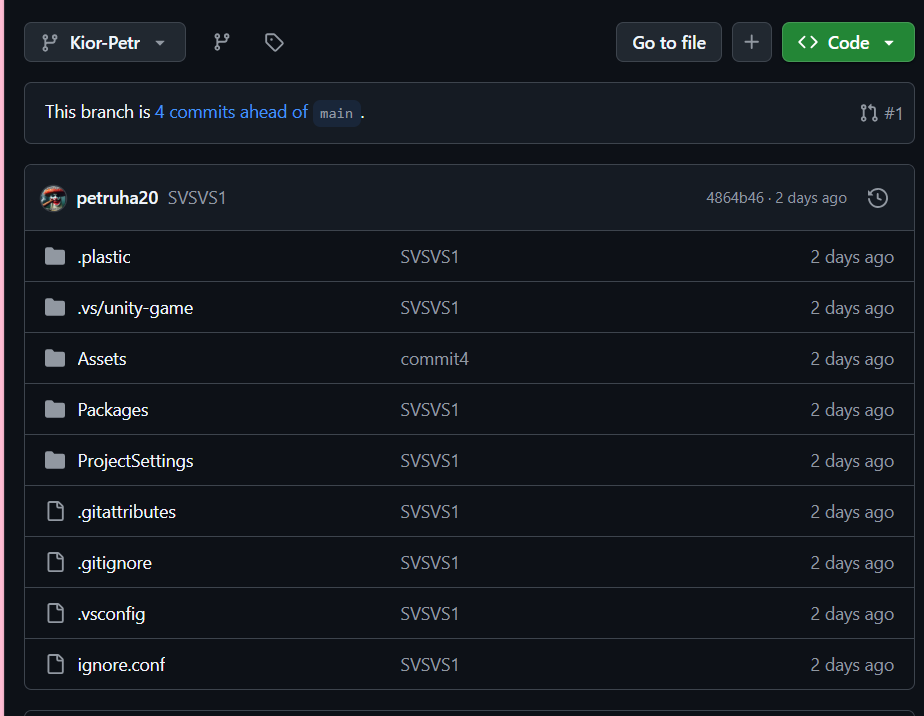 Kior-Petr Go to file Code
This branch is 4 commits ahead of main . #1
petruha20 SVSVS1 4864b46 · 2 days ago
.plastic SVSVS1 2 days ago
.vs/unity-game SVSVS1 2 days ago
Assets commit4 2 days ago
Packages SVSVS1 2 days ago
ProjectSettings SVSVS1 2 days ago
.gitattributes SVSVS1 2 days ago
.gitignore SVSVS1 2 days ago
.vsconfig SVSVS1 2 days ago
ignore.conf SVSVS1 2 days ago